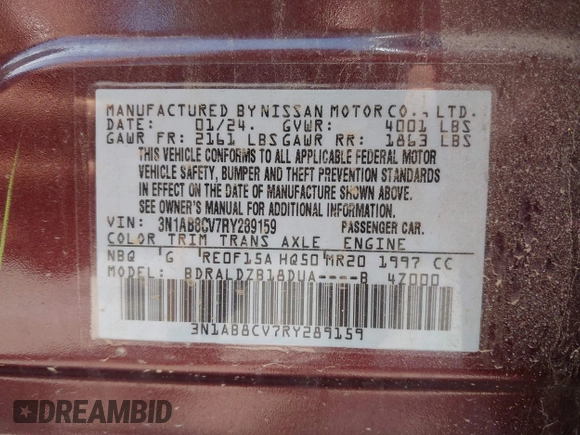 MANUFACTURED BY NISSAN MOTOR CO., LTD.
DATE: 01/24. GVWR: 4001 LBS
GAWR FR: 2161 LBS GAWR RR: 1863 LBS
THIS VEHICLE CONFORMS TO ALL APPLICABLE FEDERAL MOTOR
VEHICLE SAFETY, BUMPER AND THEFT PREVENTION STANDARDS
IN EFFECT ON THE DATE OF MANUFACTURE SHOWN ABOVE.
SEE OWNER'S MANUAL FOR ADDITIONAL INFORMATION.
VIN: 3N1AB8CV7RY289159 PASSENGER CAR.
COLOR TRIM TRANS AXLE ENGINE
NBQ G RE0F15A HQ50 MR20 1997 CC
MODEL: BDRALDZB18DUA----B 4Z000
3N1AB8CV7RY289159
DREAMBID